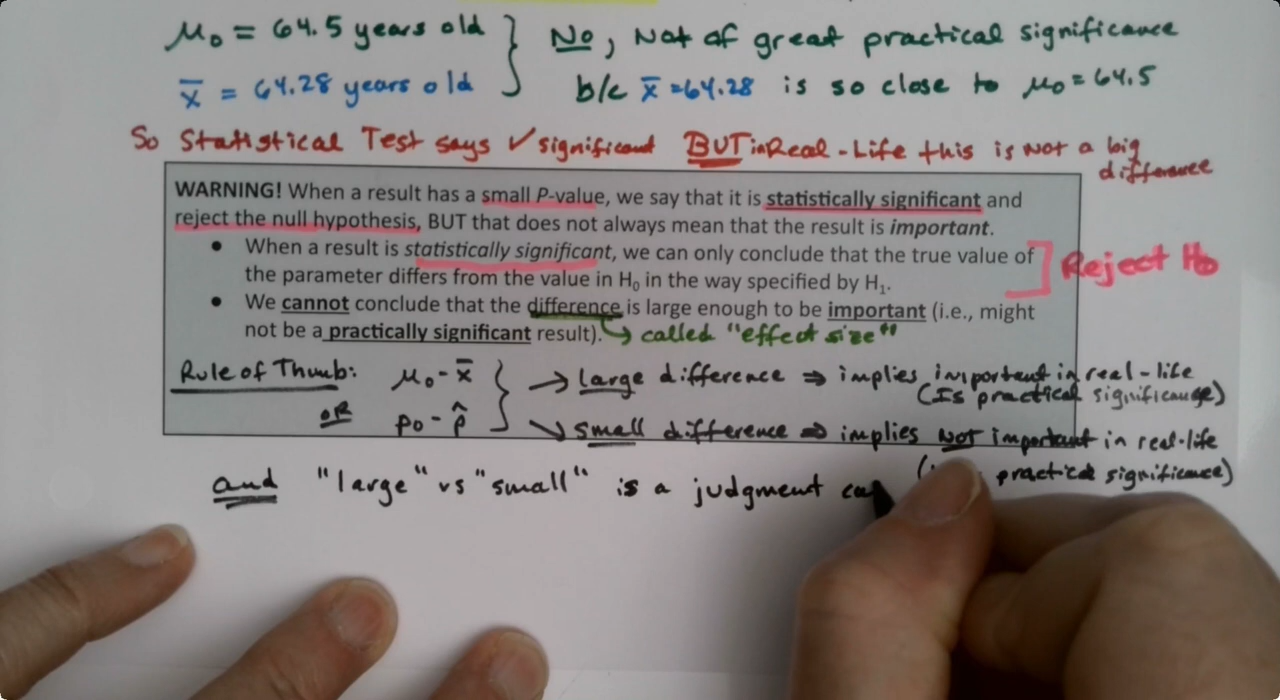 μ₀ = 64.5 years old } No, Not of great practical significance
x̄ = 64.28 years old b/c x̄ = 64.28 is so close to μ₀ = 64.5
So Statistical Test says ✓significant BUT in Real-Life this is not a big difference
WARNING! When a result has a small P-value, we say that it is statistically significant and
reject the null hypothesis, BUT that does not always mean that the result is important.
• When a result is statistically significant, we can only conclude that the true value of
the parameter differs from the value in H₀ in the way specified by H₁.
] Reject H₀
• We cannot conclude that the difference is large enough to be important (i.e., might
not be a practically significant result). ↳ called "effect size"
Rule of Thumb: μ₀ - x̄ } → large difference ⇒ implies important in real-life
(Is practical significance)
OR p₀ - p̂ ↘ small difference ⇒ implies NOT important in real-life
( practical significance)
and "large" vs "small" is a judgment